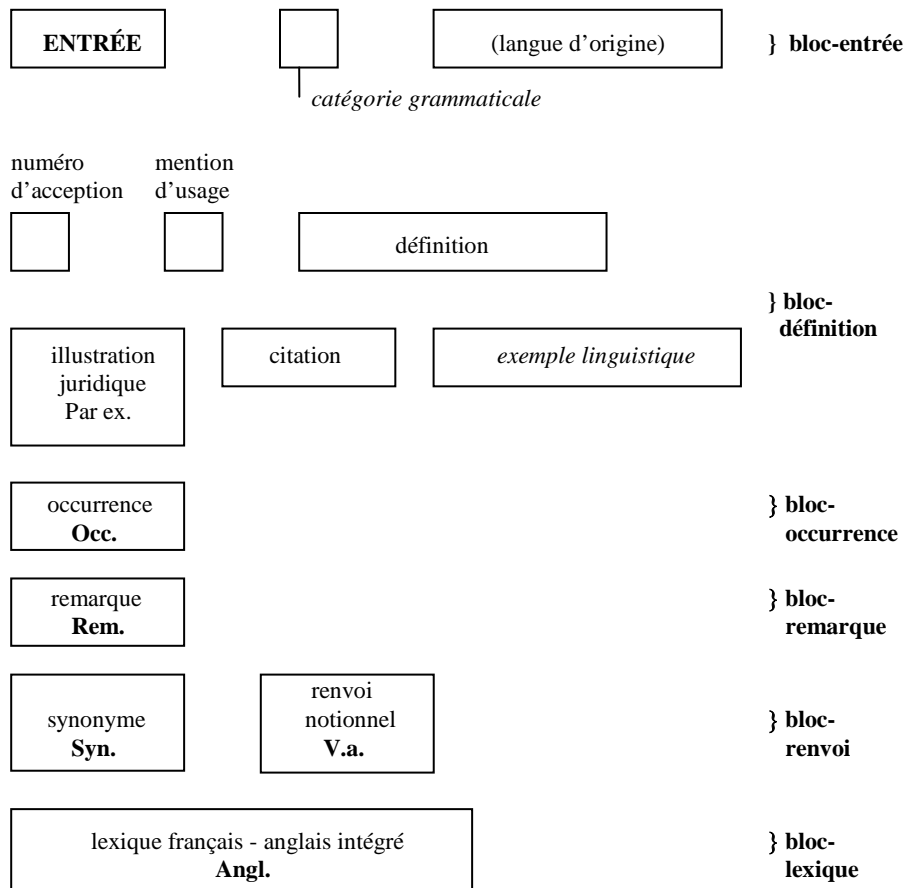 ENTRÉE (langue d’origine) } bloc-entrée
catégorie grammaticale
numéro mention
d’acception d’usage
définition
} bloc-
définition
illustration citation exemple linguistique
juridique
Par ex.
occurrence } bloc-
Occ. occurrence
remarque } bloc-
Rem. remarque
renvoi
synonyme notionnel } bloc-
Syn. V.a. renvoi
lexique français - anglais intégré } bloc-
Angl. lexique